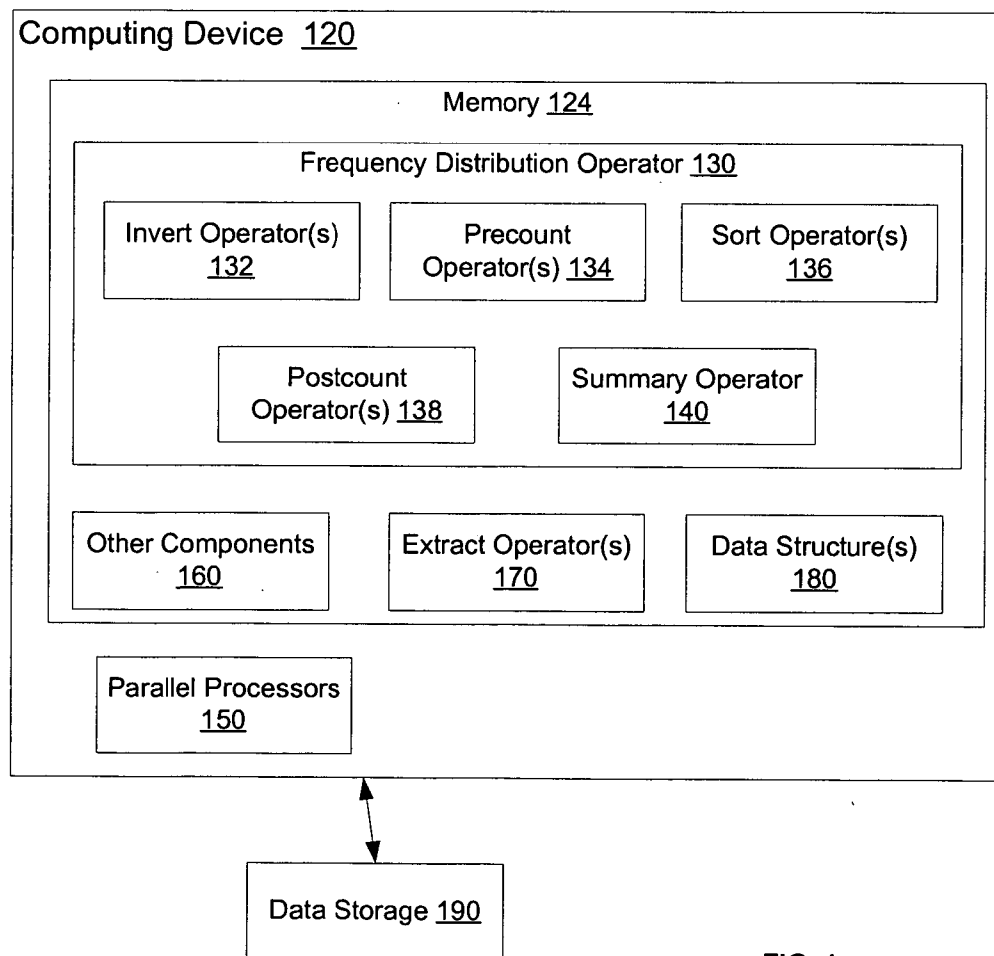 Computing Device 120
Memory 124
Frequency Distribution Operator 130
Invert Operator(s)
132
Precount
Operator(s) 134
Sort Operator(s)
136
Postcount
Operator(s) 138
Summary Operator
140
Other Components
160
Extract Operator(s)
170
Data Structure(s)
180
Parallel Processors
150
Data Storage 190